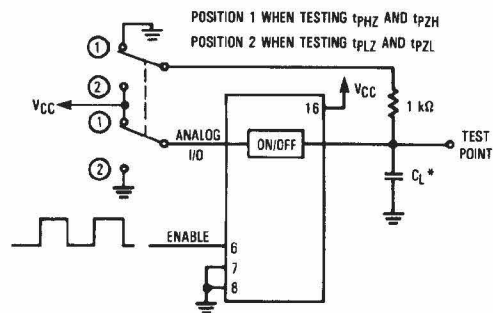 POSITION 1 WHEN TESTING tPHZ AND tPZH
POSITION 2 WHEN TESTING tPLZ AND tPZL
1
2
VCC
1
2
16
VCC
1 kΩ
TEST
POINT
ANALOG
I/O
ON/OFF
CL*
ENABLE
6
7
8